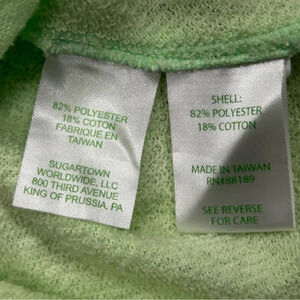 82% POLYESTER
18% COTTON
FABRIQUE EN
TAIWAN
SUGARTOWN
WORLDWIDE, LLC
800 THIRD AVENUE
KING OF PRUSSIA, PA
SHELL:
82% POLYESTER
18% COTTON
MADE IN TAIWAN
RN#88189
SEE REVERSE
FOR CARE